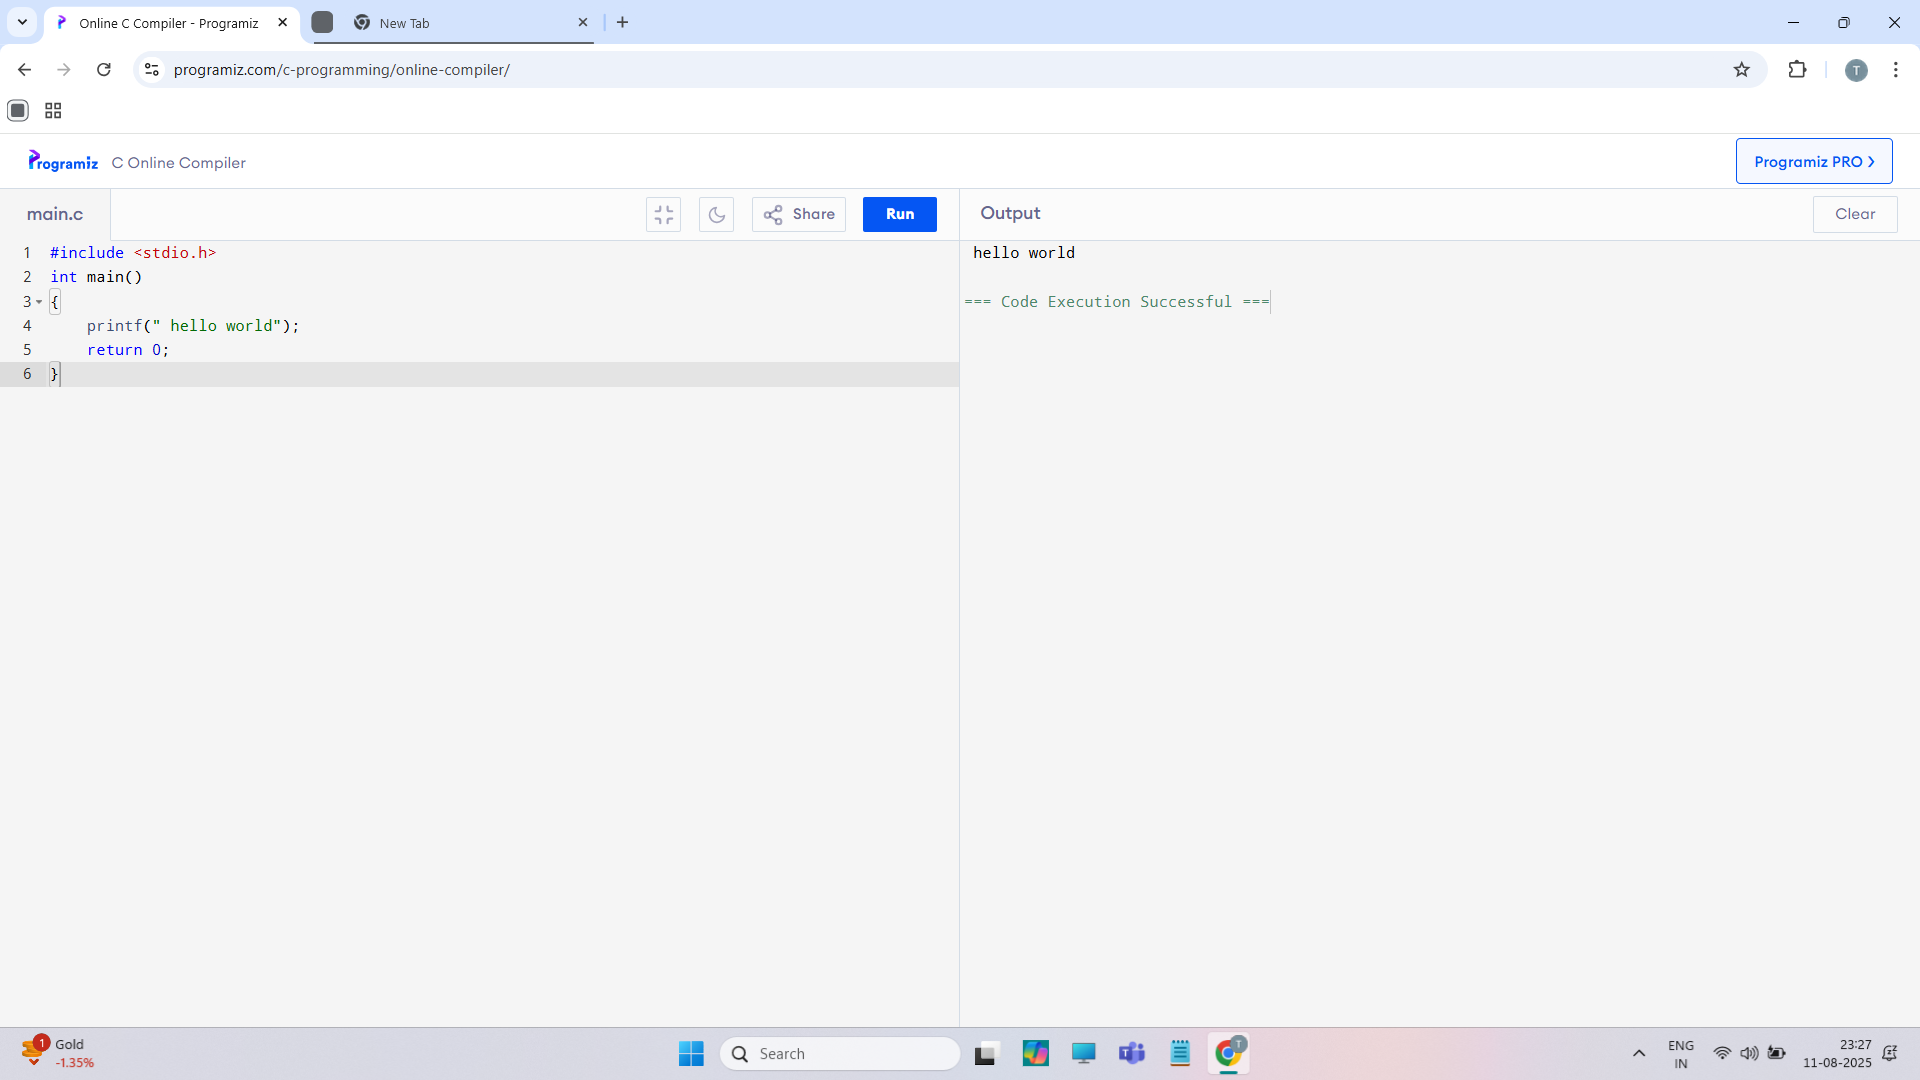 Online C Compiler - Programiz
New Tab
programiz.com/c-programming/online-compiler/
T
Programiz C Online Compiler
Programiz PRO
main.c
Share
Run
Output
Clear
1 #include <stdio.h>
2 int main()
3 {
4     printf(" hello world");
5     return 0;
6 }
 hello world
=== Code Execution Successful ===
1
Gold
-1.35%
Search
T
T
ENG
IN
23:27
11-08-2025